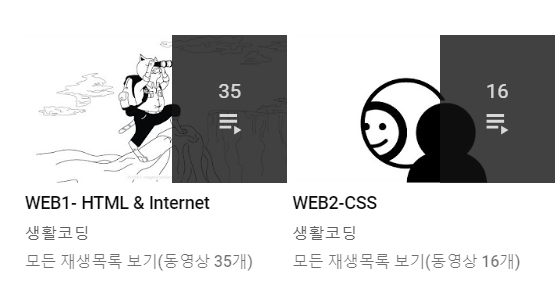 35
16
WEB1- HTML & Internet
WEB2-CSS
생활코딩
생활코딩
모든 재생목록 보기(동영상 35개)
모든 재생목록 보기(동영상 16개)